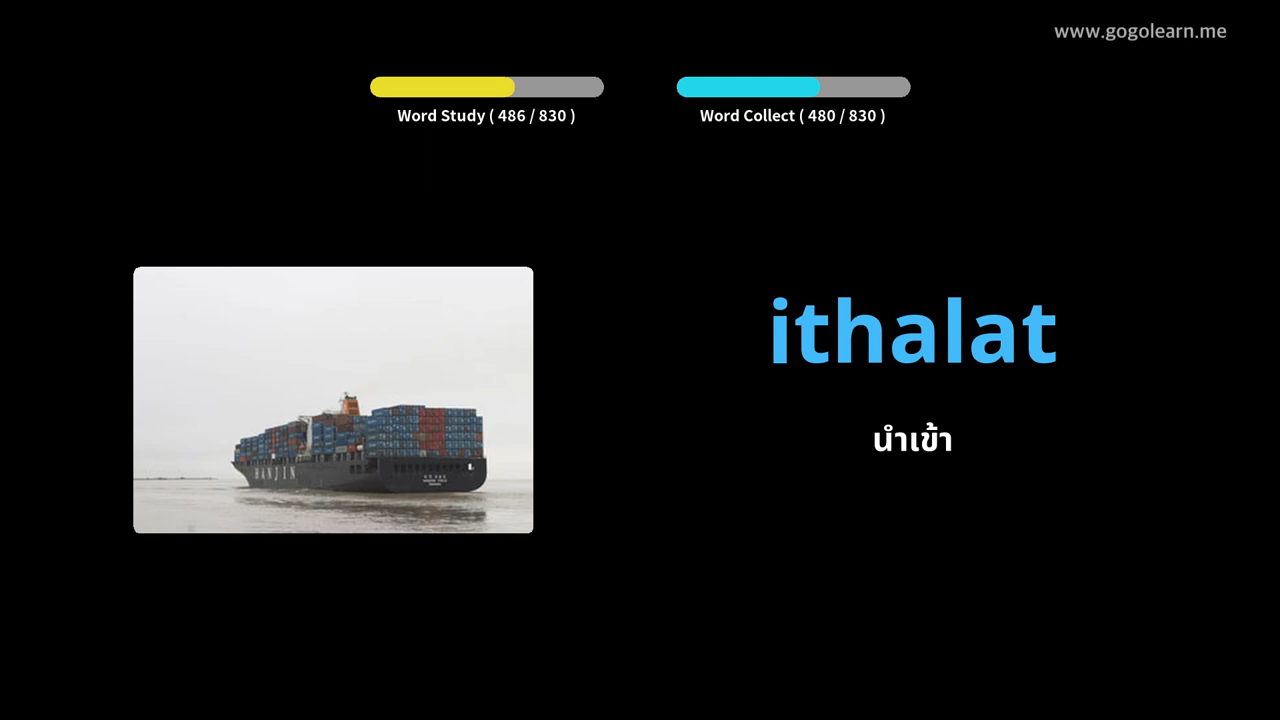 www.gogolearn.me
Word Study ( 486 / 830 )
Word Collect ( 480 / 830 )
ithalat
นำเข้า
HANJIN